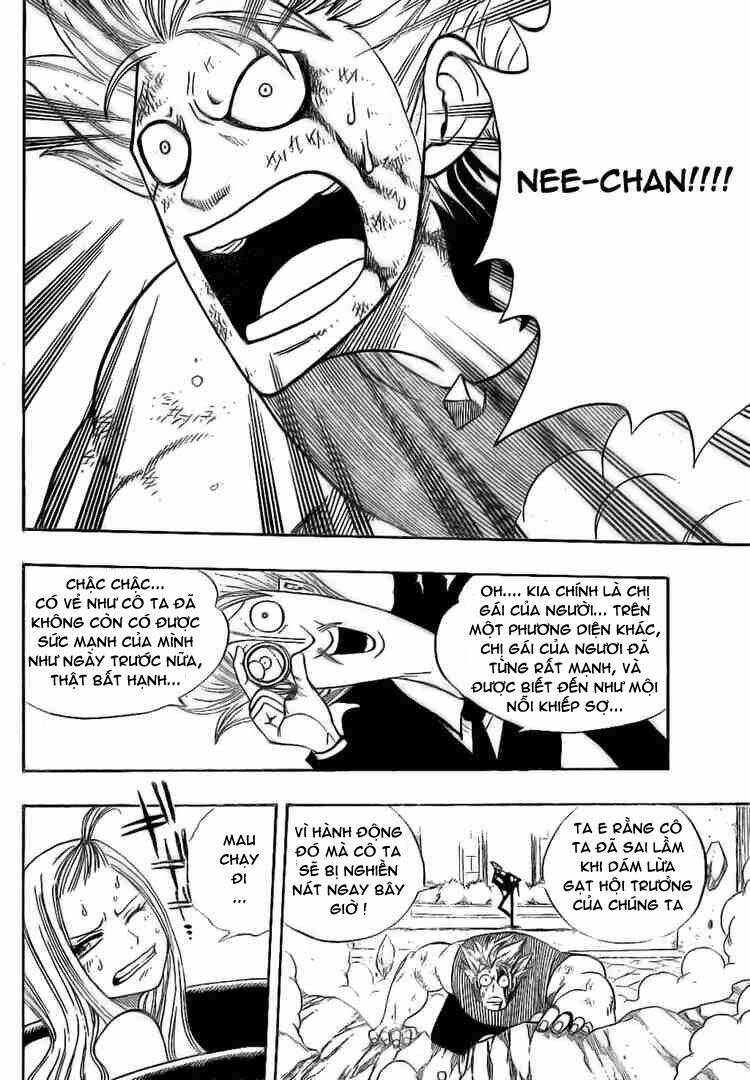 NEE-CHAN!!!!
CHẬC CHẬC...
CÓ VẺ NHƯ CÔ TA ĐÃ
KHÔNG CÒN CÓ ĐƯỢC
SỨC MẠNH CỦA MÌNH
NHƯ NGÀY TRƯỚC NỮA,
THẬT BẤT HẠNH...
OH.... KIA CHÍNH LÀ CHỊ
GÁI CỦA NGƯỜI... TRÊN
MỘT PHƯƠNG DIỆN KHÁC,
CHỊ GÁI CỦA NGƯƠI ĐÃ
TỪNG RẤT MẠNH, VÀ
ĐƯỢC BIẾT ĐẾN NHƯ MỘI
NỖI KHIẾP SỢ...
MAU
CHẠY
ĐI
...
VÌ HÀNH ĐỘNG
ĐÓ MÀ CÔ TA
SẼ BỊ NGHIỀN
NÁT NGAY BÂY
GIỜ !
TA E RẰNG CÔ
TA ĐÃ SAI LẦM
KHI DÁM LỪA
GẠT HỘI TRƯỞNG
CỦA CHÚNG TA